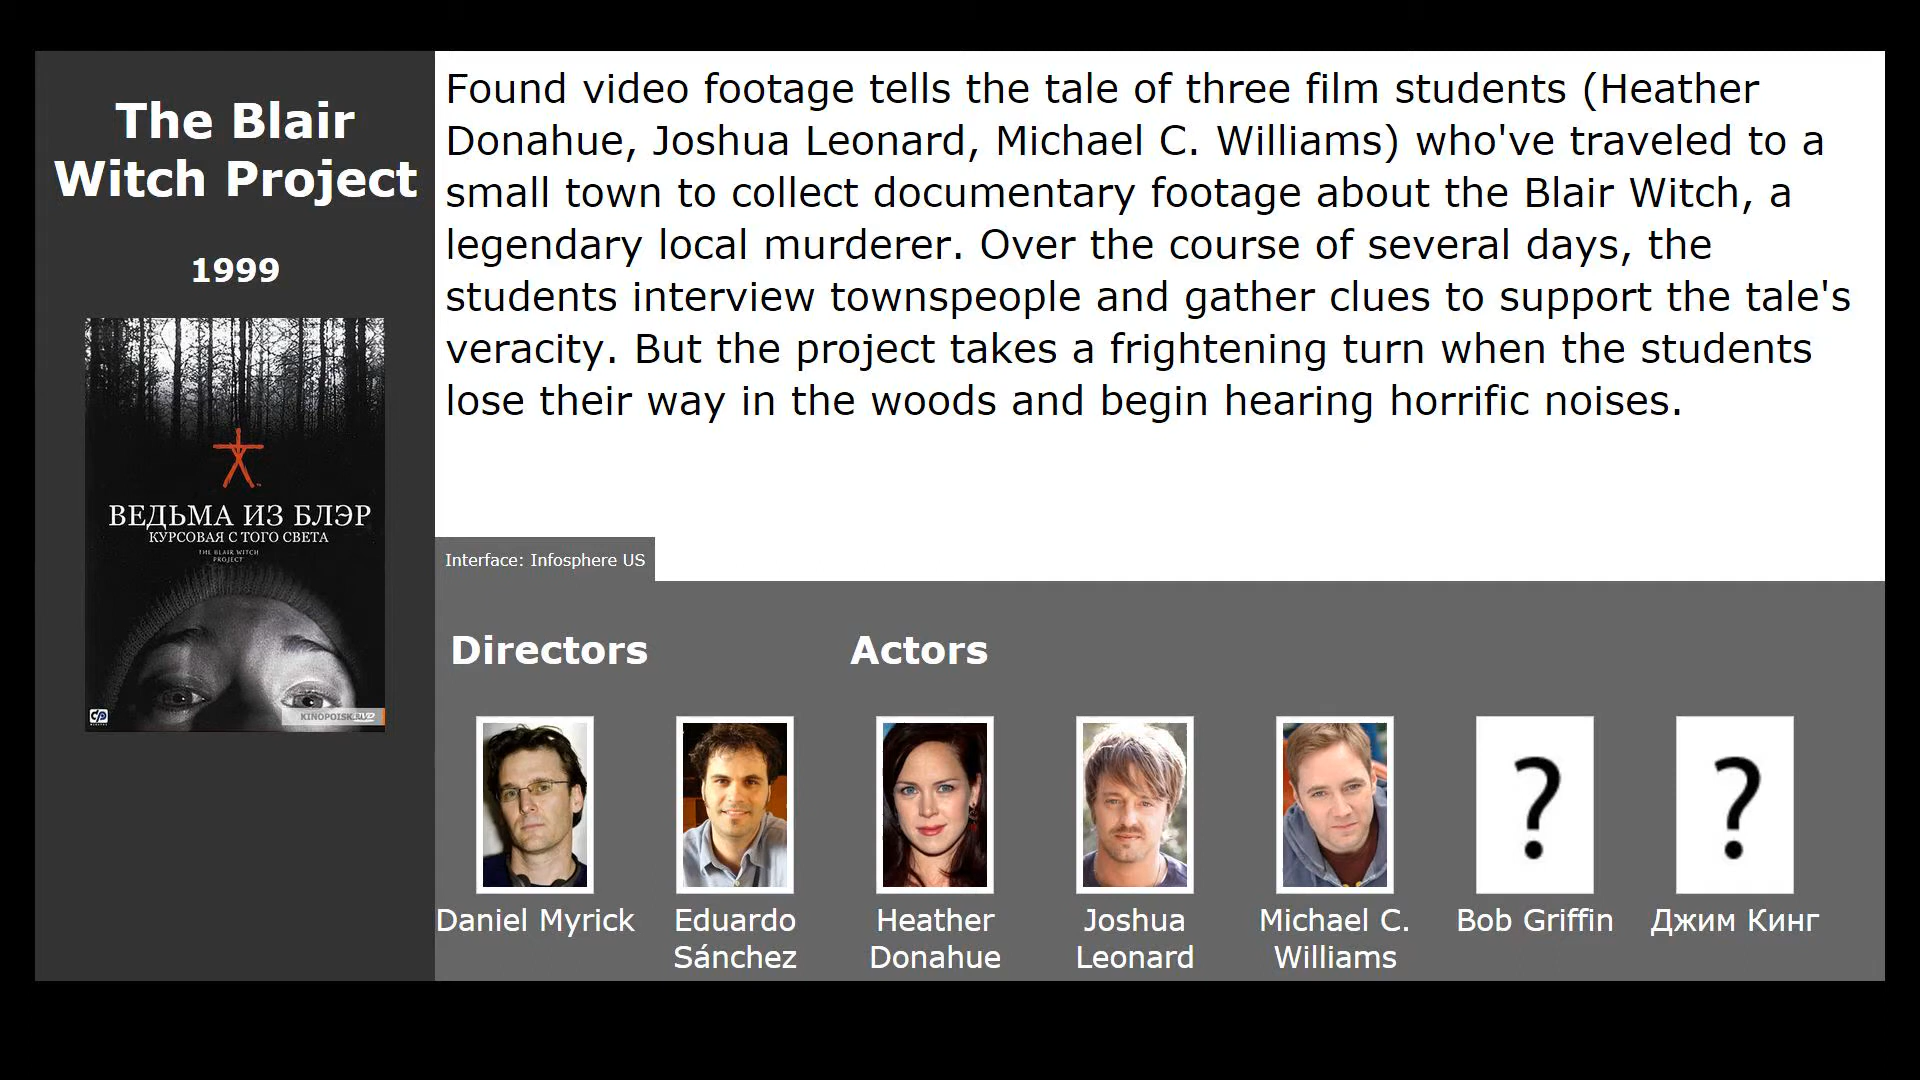 The Blair
Witch Project
1999
ВЕДЬМА ИЗ БЛЭР
КУРСОВАЯ С ТОГО СВЕТА
THE BLAIR WITCH
PROJECT
KINOPOISK.RU
Found video footage tells the tale of three film students (Heather
Donahue, Joshua Leonard, Michael C. Williams) who've traveled to a
small town to collect documentary footage about the Blair Witch, a
legendary local murderer. Over the course of several days, the
students interview townspeople and gather clues to support the tale's
veracity. But the project takes a frightening turn when the students
lose their way in the woods and begin hearing horrific noises.
Interface: Infosphere US
Directors
Actors
Daniel Myrick
Eduardo
Sánchez
Heather
Donahue
Joshua
Leonard
Michael C.
Williams
?
Bob Griffin
?
Джим Кинг